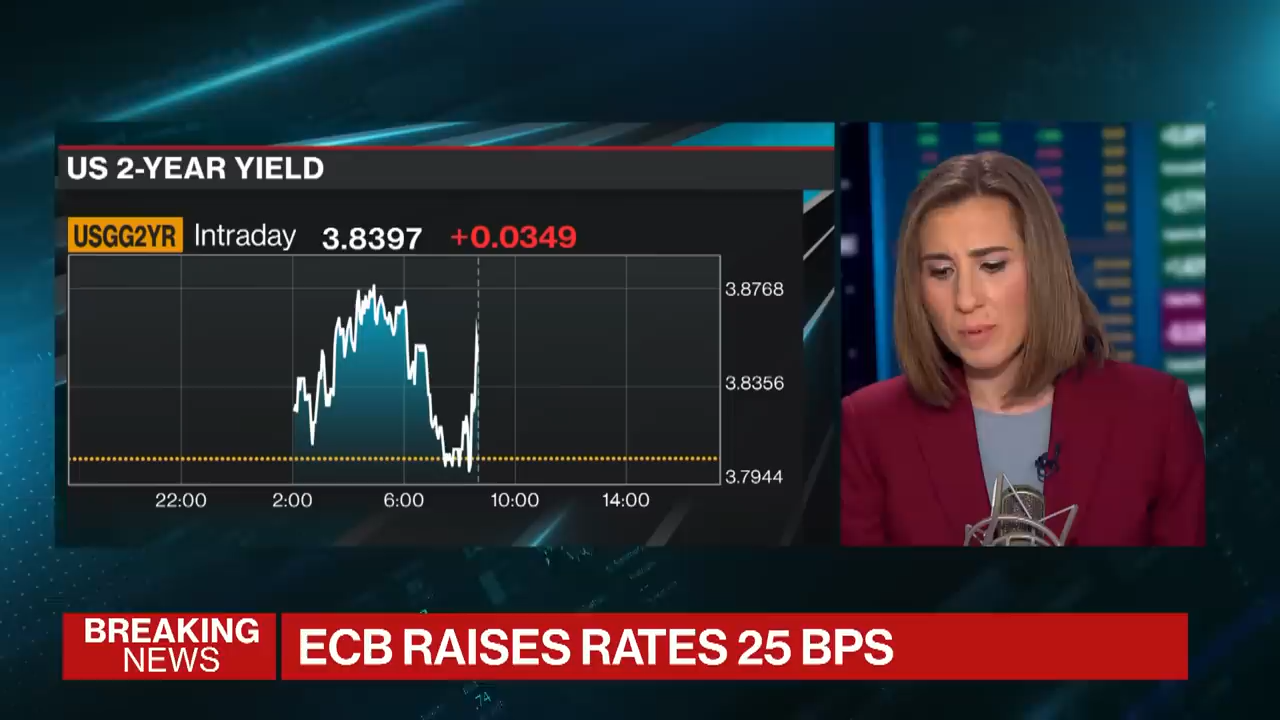 US 2-YEAR YIELD
USGG2YR Intraday 3.8397 +0.0349
3.8768
3.8356
3.7944
22:00 2:00 6:00 10:00 14:00
BREAKING
NEWS
ECB RAISES RATES 25 BPS
.74